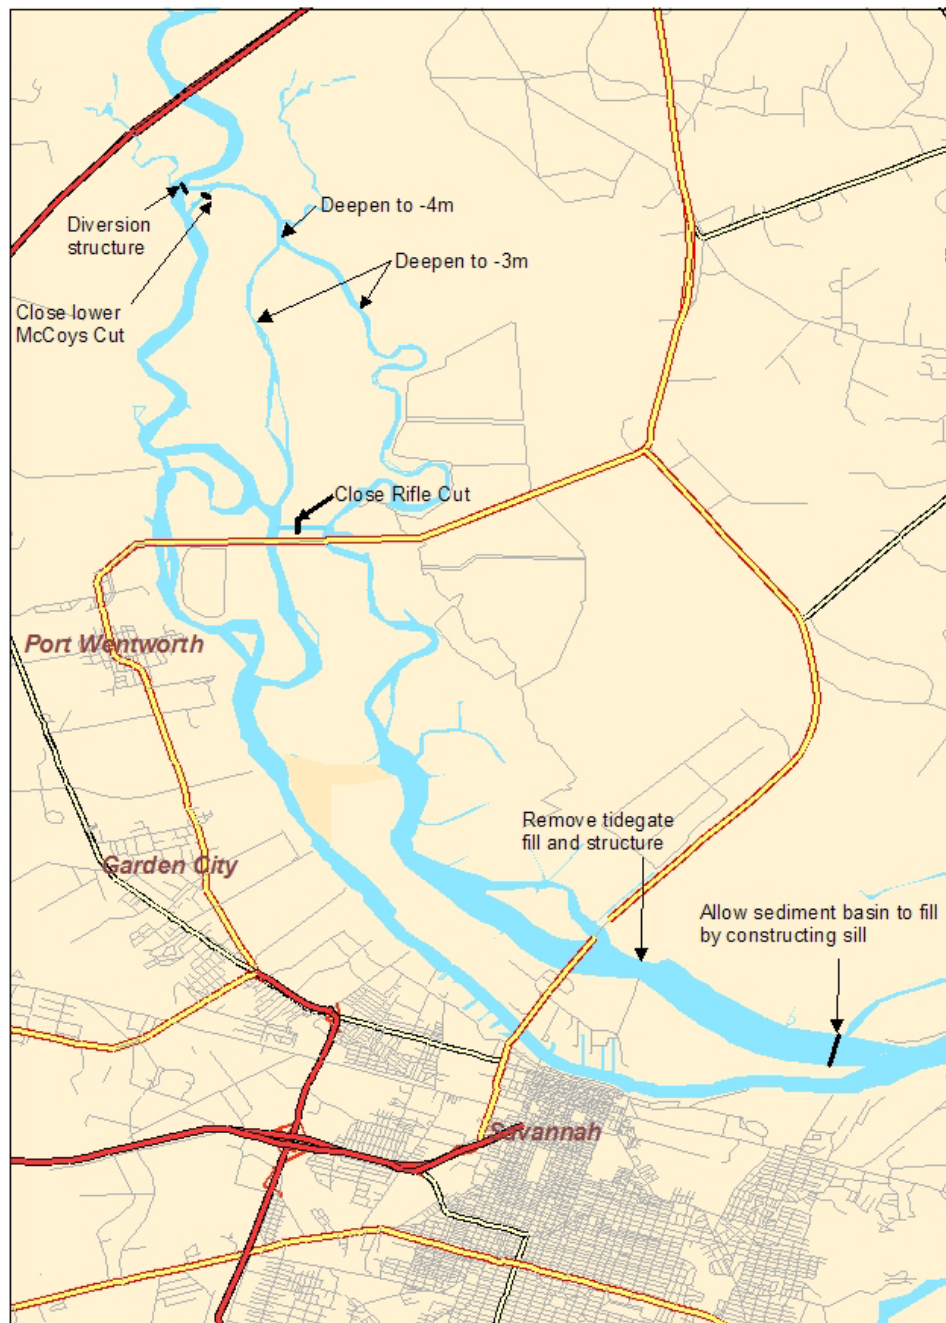 Deepen to -4m
Diversion
structure
Deepen to -3m
Close lower
McCoys Cut
Close Rifle Cut
Port Wentworth
Remove tidegate
fill and structure
Garden City
Allow sediment basin to fill
by constructing sill
Savannah